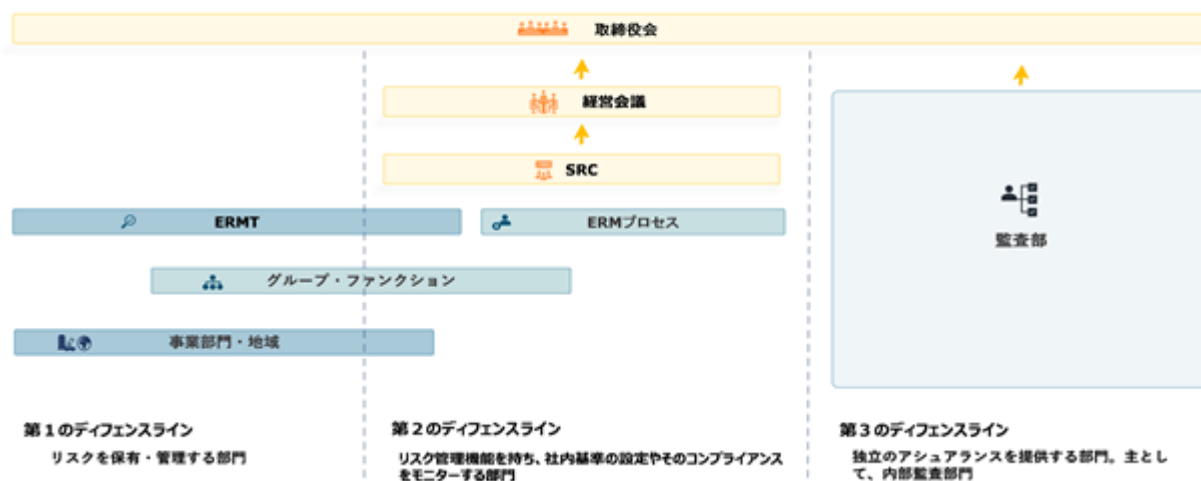 取締役会
経営会議
SRC
ERMT
ERMプロセス
グループ・ファンクション
事業部門・地域
監査部
第1のディフェンスライン
リスクを保有・管理する部門
第2のディフェンスライン
リスク管理機能を持ち、社内基準の設定やそのコンプライアンス
をモニターする部門
第3のディフェンスライン
独立のアシュアランスを提供する部門。主とし
て、内部監査部門